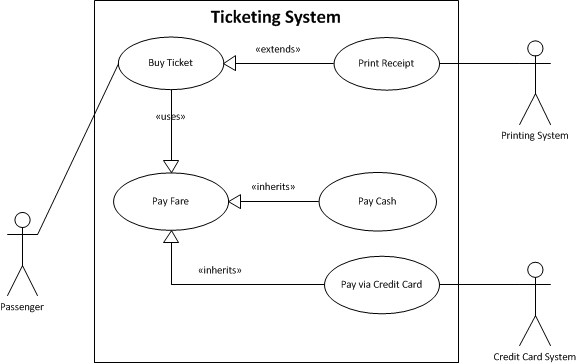 Ticketing System
Buy Ticket
«extends»
Print Receipt
Printing System
«uses»
Pay Fare
«inherits»
Pay Cash
Passenger
«inherits»
Pay via Credit Card
Credit Card System